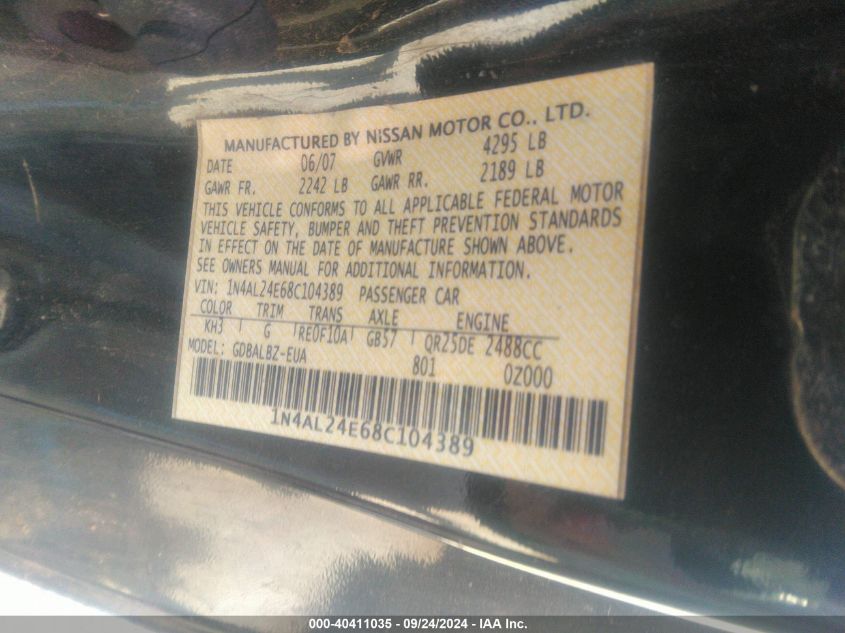 MANUFACTURED BY NISSAN MOTOR CO., LTD.
DATE 06/07 GVWR 4295 LB
GAWR FR. 2242 LB GAWR RR. 2189 LB
THIS VEHICLE CONFORMS TO ALL APPLICABLE FEDERAL MOTOR
VEHICLE SAFETY, BUMPER AND THEFT PREVENTION STANDARDS
IN EFFECT ON THE DATE OF MANUFACTURE SHOWN ABOVE.
SEE OWNERS MANUAL FOR ADDITIONAL INFORMATION.
VIN: 1N4AL24E68C104389 PASSENGER CAR
COLOR TRIM TRANS AXLE ENGINE
KH3 G RE0F10A GB57 QR25DE 2488CC
MODEL: GDBALBZ-EUA 801 0Z000
1N4AL24E68C104389
000-40411035 - 09/24/2024 - IAA Inc.